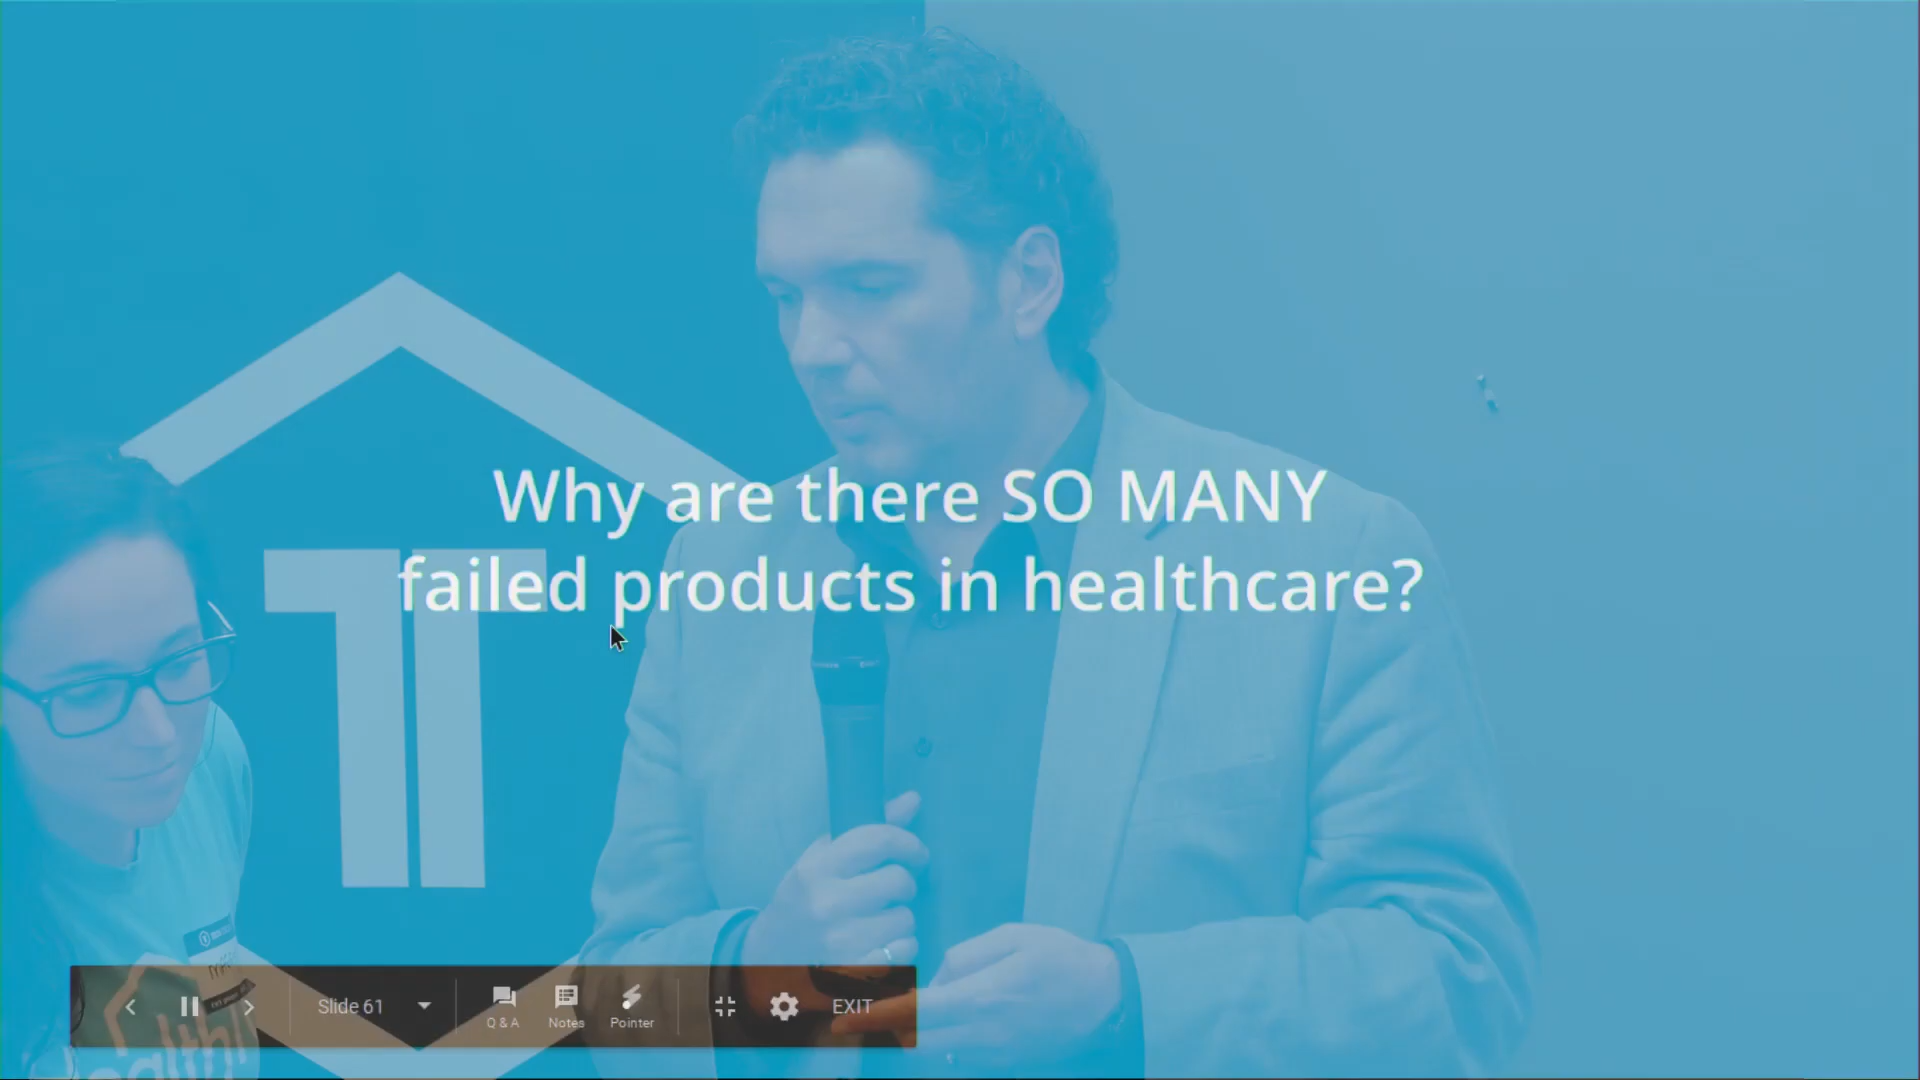 Why are there SO MANY
failed products in healthcare?
Slide 61
Q & A
Notes
Pointer
EXIT